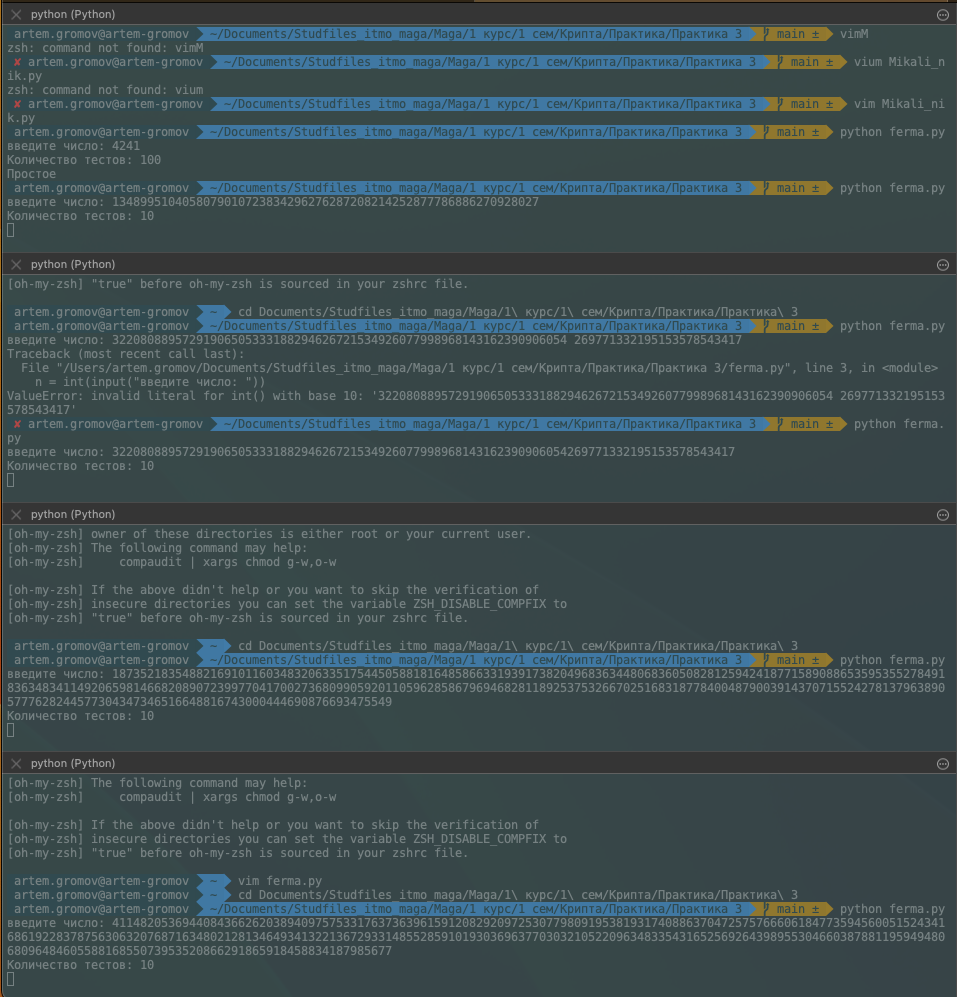 python (Python)
artem.gromov@artem-gromov ~/Documents/Studfiles_itmo_maga/Maga/1 курс/1 сем/Крипта/Практика/Практика 3 main ± vimM
zsh: command not found: vimM
✘ artem.gromov@artem-gromov ~/Documents/Studfiles_itmo_maga/Maga/1 курс/1 сем/Крипта/Практика/Практика 3 main ± vium Mikali_n
ik.py
zsh: command not found: vium
✘ artem.gromov@artem-gromov ~/Documents/Studfiles_itmo_maga/Maga/1 курс/1 сем/Крипта/Практика/Практика 3 main ± vim Mikali_ni
k.py
artem.gromov@artem-gromov ~/Documents/Studfiles_itmo_maga/Maga/1 курс/1 сем/Крипта/Практика/Практика 3 main ± python ferma.py
введите число: 4241
Количество тестов: 100
Простое
artem.gromov@artem-gromov ~/Documents/Studfiles_itmo_maga/Maga/1 курс/1 сем/Крипта/Практика/Практика 3 main ± python ferma.py
введите число: 1348995104058079010723834296276287208214252877786886270928027
Количество тестов: 10
python (Python)
[oh-my-zsh] "true" before oh-my-zsh is sourced in your zshrc file.
artem.gromov@artem-gromov ~ cd Documents/Studfiles_itmo_maga/Maga/1\ курс/1\ сем/Крипта/Практика/Практика\ 3
artem.gromov@artem-gromov ~/Documents/Studfiles_itmo_maga/Maga/1 курс/1 сем/Крипта/Практика/Практика 3 main ± python ferma.py
введите число: 32208088957291906505333188294626721534926077998968143162390906054 2697713321951535785 43417
Traceback (most recent call last):
File "/Users/artem.gromov/Documents/Studfiles_itmo_maga/Maga/1 курс/1 сем/Крипта/Практика/Практика 3/ferma.py", line 3, in <module>
n = int(input("введите число: "))
ValueError: invalid literal for int() with base 10: '32208088957291906505333188294626721534926077998968143162390906054 269771332195153
578543417'
✘ artem.gromov@artem-gromov ~/Documents/Studfiles_itmo_maga/Maga/1 курс/1 сем/Крипта/Практика/Практика 3 main ± python ferma.
py
введите число: 32208088957291906505333188294626721534926077998968143162390906054269771332195153578543417
Количество тестов: 10
python (Python)
[oh-my-zsh] owner of these directories is either root or your current user.
[oh-my-zsh] The following command may help:
[oh-my-zsh] compaudit | xargs chmod g-w,o-w
[oh-my-zsh] If the above didn't help or you want to skip the verification of
[oh-my-zsh] insecure directories you can set the variable ZSH_DISABLE_COMPFIX to
[oh-my-zsh] "true" before oh-my-zsh is sourced in your zshrc file.
artem.gromov@artem-gromov ~ cd Documents/Studfiles_itmo_maga/Maga/1\ курс/1\ сем/Крипта/Практика/Практика\ 3
artem.gromov@artem-gromov ~/Documents/Studfiles_itmo_maga/Maga/1 курс/1 сем/Крипта/Практика/Практика 3 main ± python ferma.py
введите число: 18735218354882169101160348320633517544505881816485866331939173820496836344806836050828125942418771589088653595355278491
83634834114920659814668208907239977041700273680990592011059628586796946828118925375326670251683187784004879003914370715524278137963890
5777628244577304347346516648816743000444690876693475549
Количество тестов: 10
python (Python)
[oh-my-zsh] The following command may help:
[oh-my-zsh] compaudit | xargs chmod g-w,o-w
[oh-my-zsh] If the above didn't help or you want to skip the verification of
[oh-my-zsh] insecure directories you can set the variable ZSH_DISABLE_COMPFIX to
[oh-my-zsh] "true" before oh-my-zsh is sourced in your zshrc file.
artem.gromov@artem-gromov ~ vim ferma.py
artem.gromov@artem-gromov ~ cd Documents/Studfiles_itmo_maga/Maga/1\ курс/1\ сем/Крипта/Практика/Практика\ 3
artem.gromov@artem-gromov ~/Documents/Studfiles_itmo_maga/Maga/1 курс/1 сем/Крипта/Практика/Практика 3 main ± python ferma.py
введите число: 41148205369440843662620389409757533176373639615912082920972530779809195381931740886370472575766606184773594560051524341
68619228378756306320768716348021281346493413221367293314855285910193036963770303210522096348335431652569264398955304660387881195949480
680964846055881685507395352086629186591845883418798 5677
Количество тестов: 10